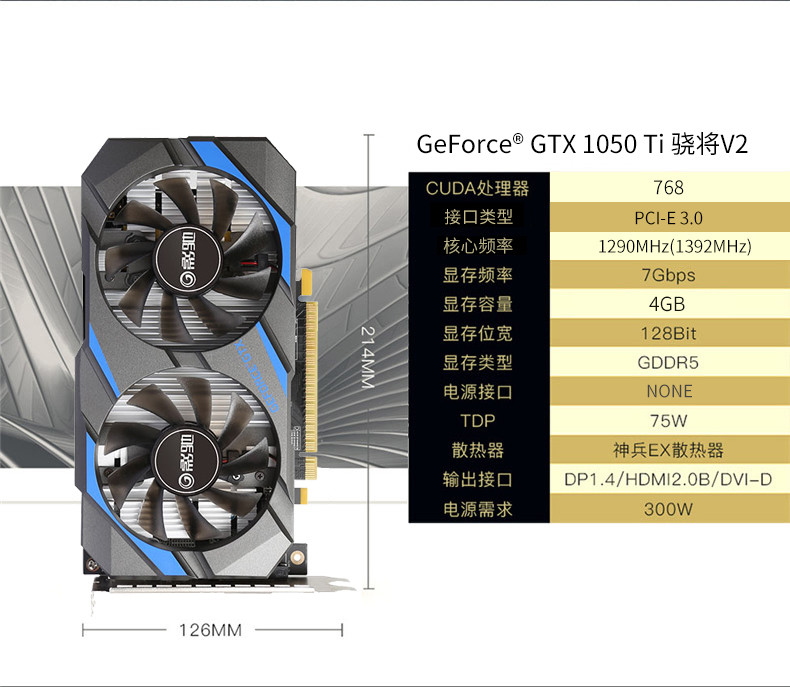 GeForce® GTX 1050 Ti 骁将V2
CUDA处理器 768
接口类型 PCI-E 3.0
核心频率 1290MHz(1392MHz)
显存频率 7Gbps
显存容量 4GB
显存位宽 128Bit
显存类型 GDDR5
电源接口 NONE
TDP 75W
散热器 神兵EX散热器
输出接口 DP1.4/HDMI2.0B/DVI-D
电源需求 300W
214MM
126MM